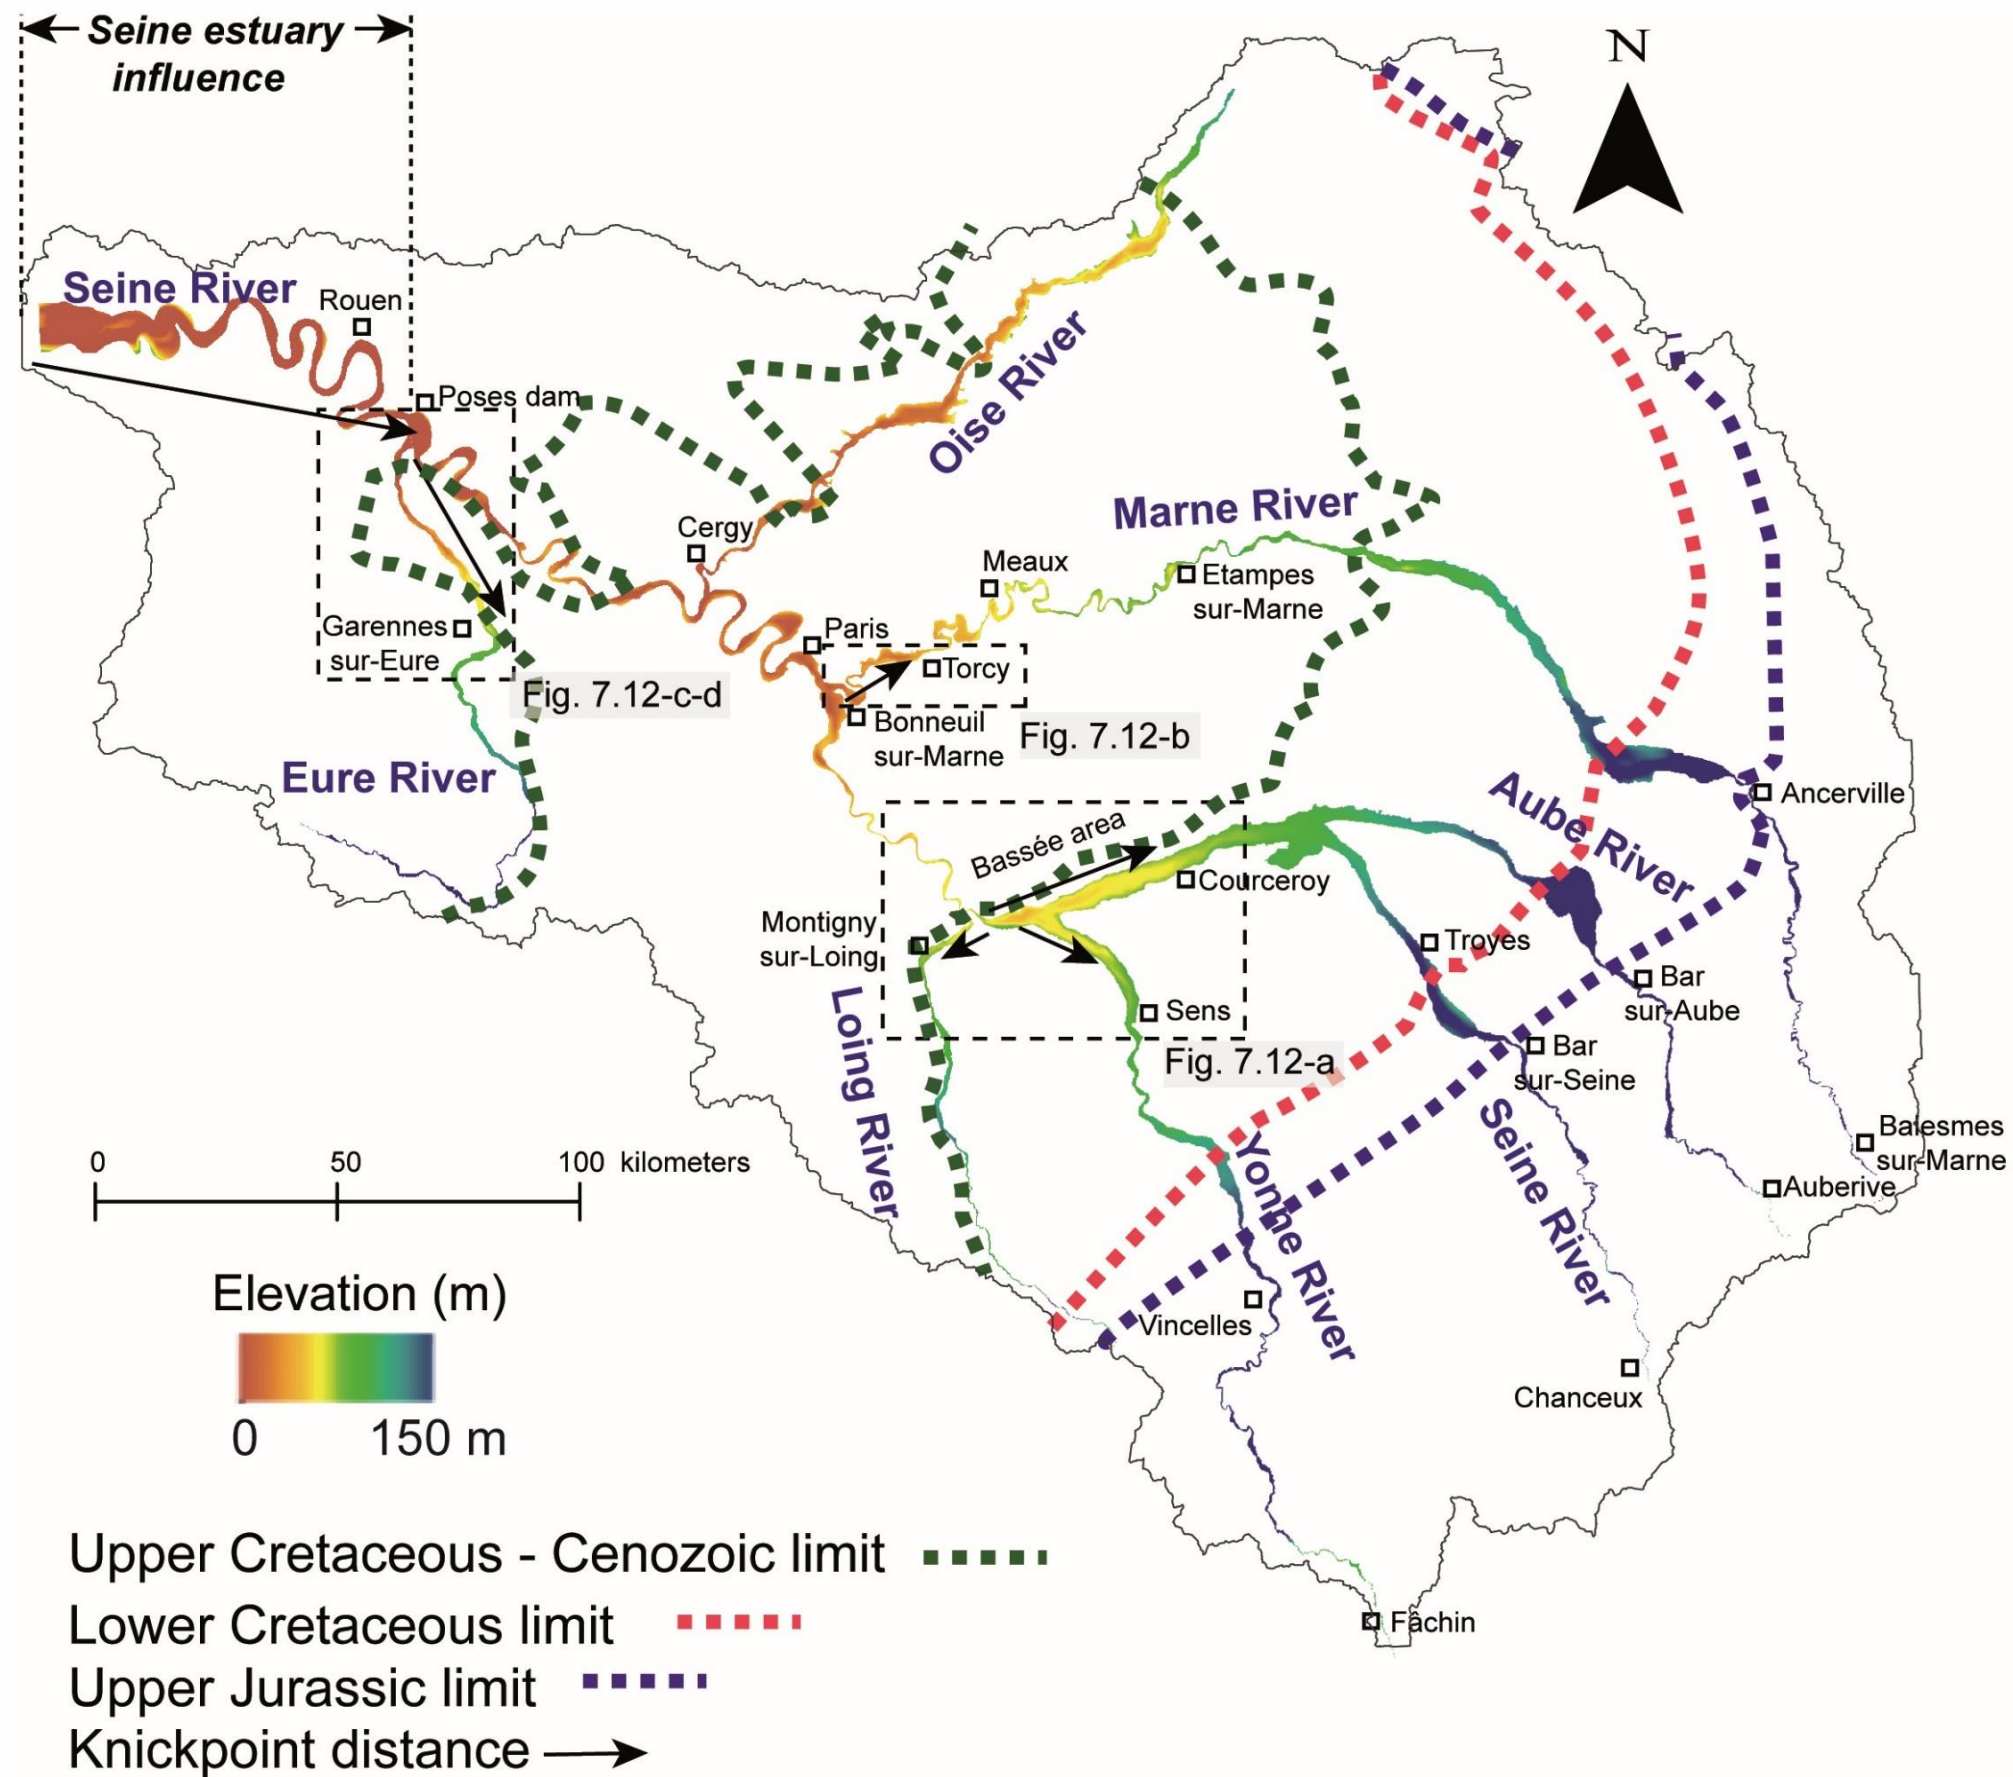 Seine estuary
influence
N
Seine River
Rouen
Poses dam
Oise River
Marne River
Cergy
Meaux
Etampes
sur-Marne
Paris
Torcy
Garennes
sur-Eure
Fig. 7.12-c-d
Bonneuil
sur-Marne
Fig. 7.12-b
Eure River
Aube River
Ancerville
Bassée area
Courceroy
Montigny
sur-Loing
Troyes
Bar
sur-Aube
Sens
Fig. 7.12-a
Bar
sur-Seine
Loing River
Yonne River
Seine River
Balesmes
sur-Marne
Auberive
0 50 100 kilometers
Vincelles
Chanceux
Elevation (m)
0 150 m
Fâchin
Upper Cretaceous - Cenozoic limit
Lower Cretaceous limit
Upper Jurassic limit
Knickpoint distance